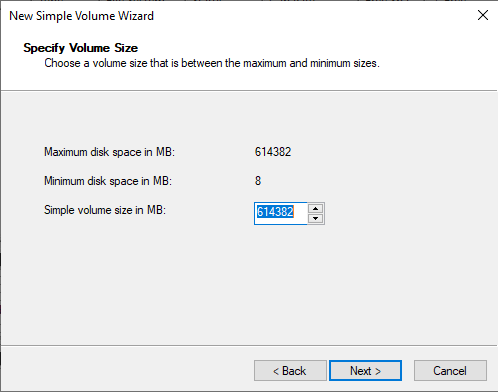 New Simple Volume Wizard
Specify Volume Size
Choose a volume size that is between the maximum and minimum sizes.
Maximum disk space in MB: 614382
Minimum disk space in MB: 8
Simple volume size in MB: 614382
< Back Next > Cancel